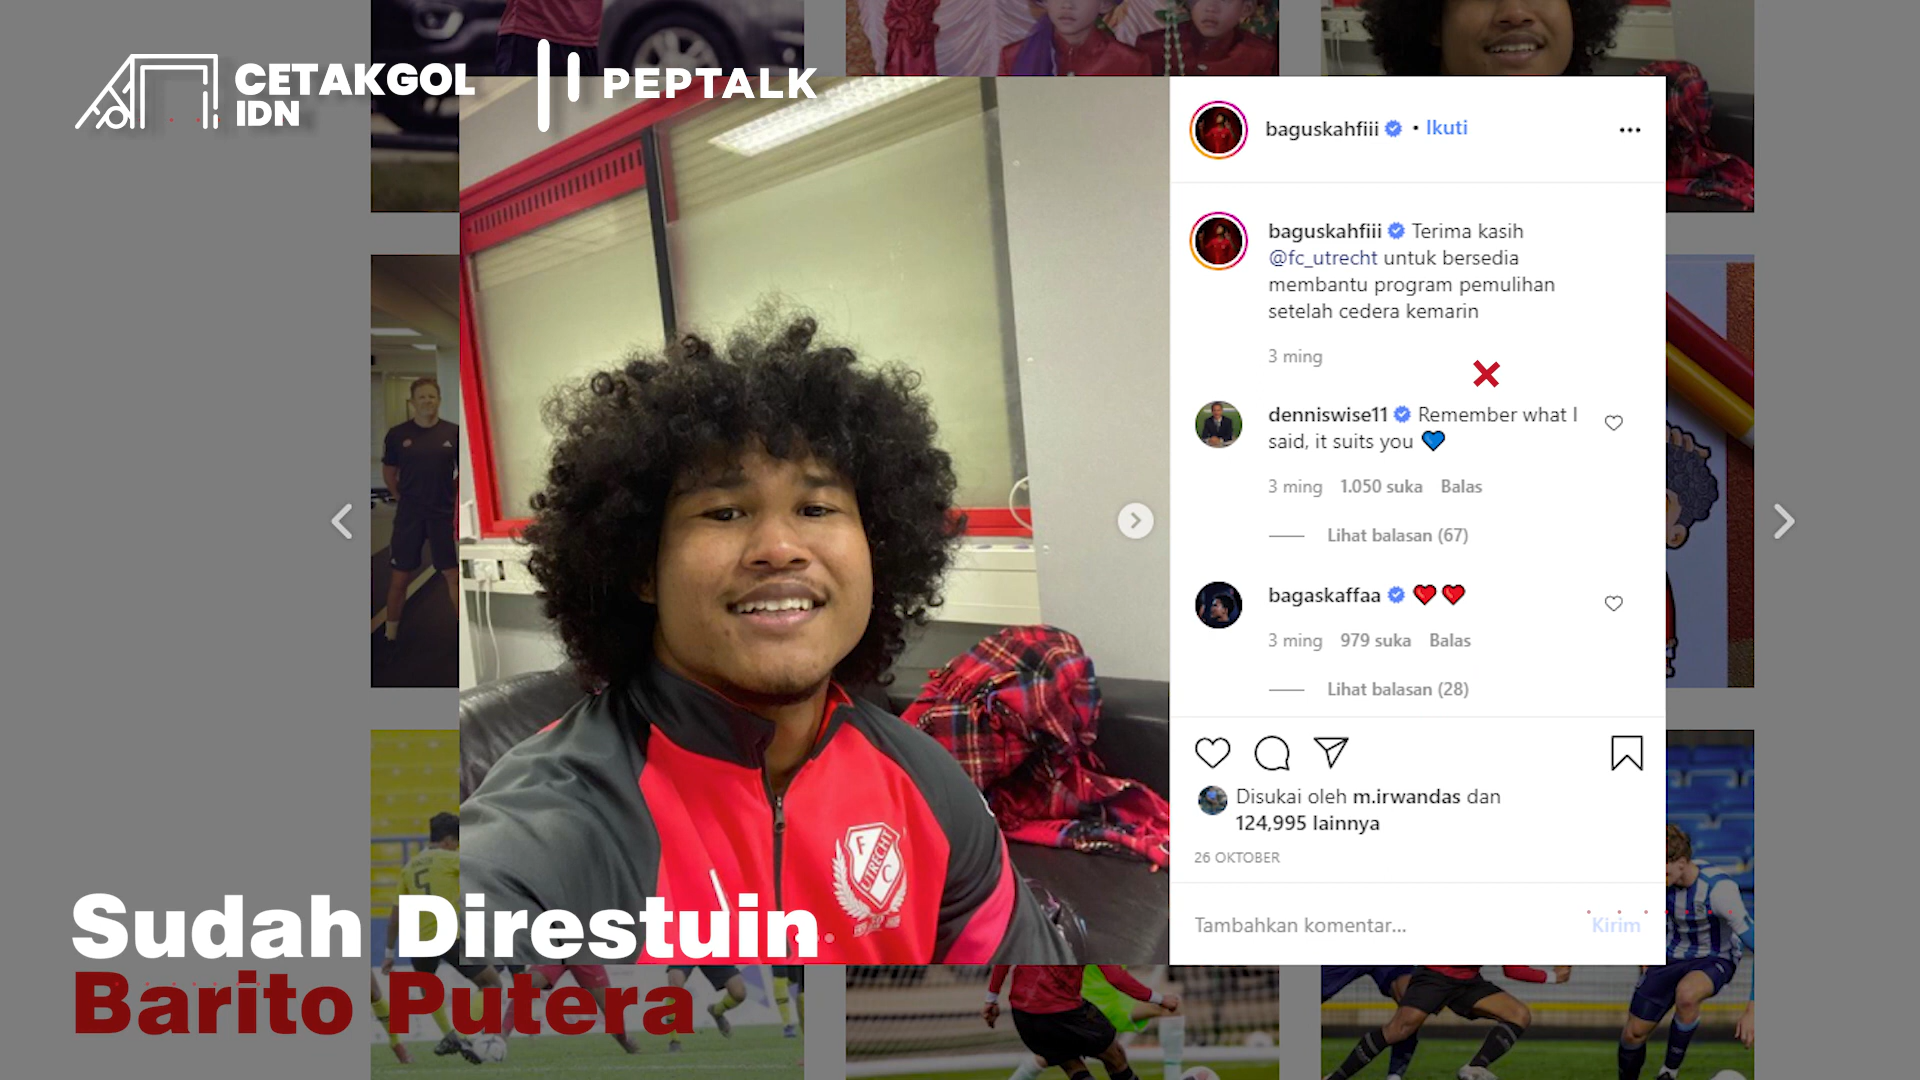 CETAKGOL
IDN
PEPTALK
baguskahfiii • Ikuti
baguskahfiii Terima kasih
@fc_utrecht untuk bersedia
membantu program pemulihan
setelah cedera kemarin
3 ming
denniswise11 Remember what I
said, it suits you 💙
3 ming 1.050 suka Balas
Lihat balasan (67)
bagaskaffaa ❤️❤️
3 ming 979 suka Balas
Lihat balasan (28)
Disukai oleh m.irwandas dan
124,995 lainnya
26 OKTOBER
Tambahkan komentar... Kirim
F
UTRECHT
C
5
Sudah Direstuin
Barito Putera